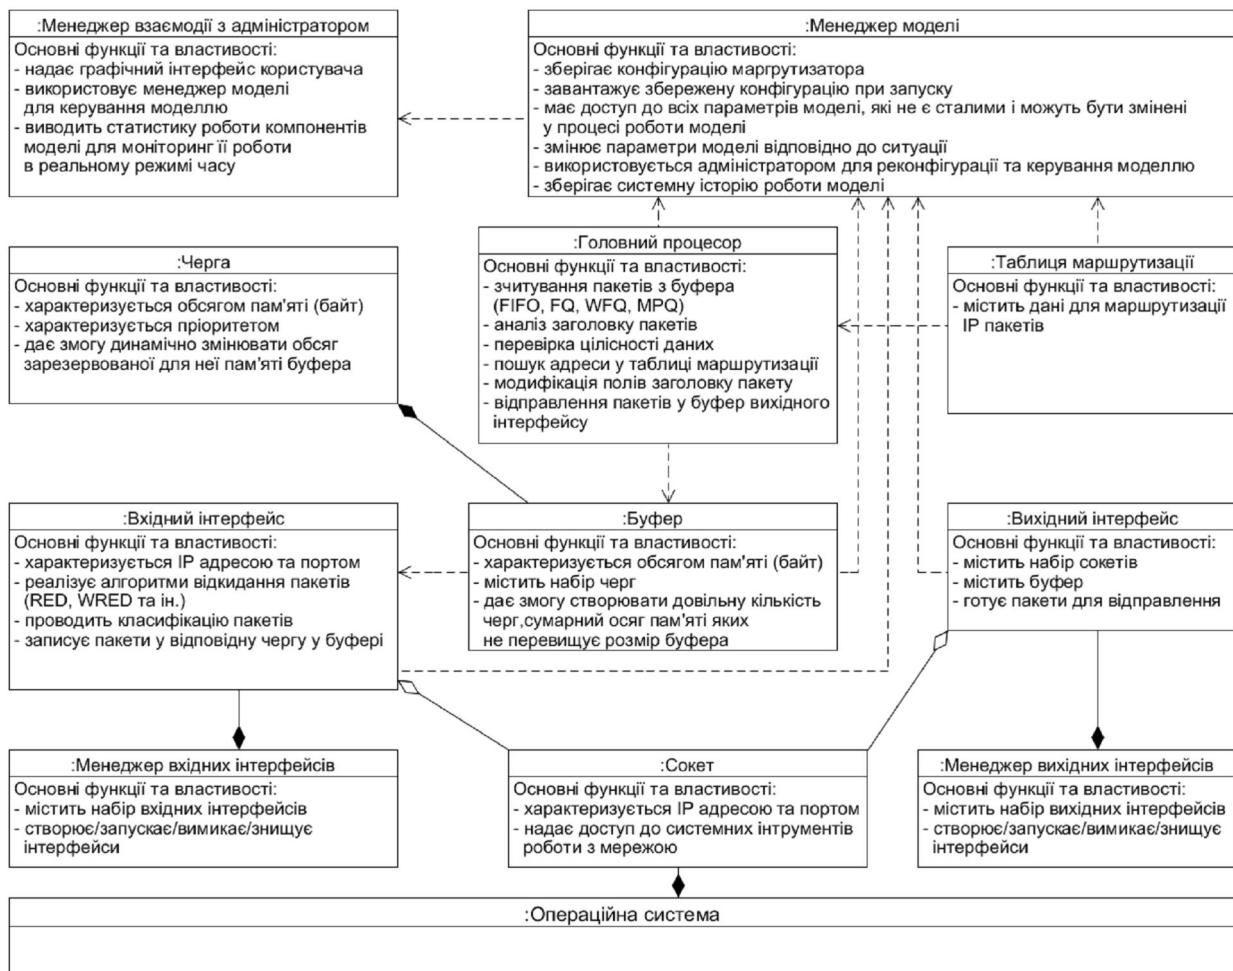 :Менеджер взаємодії з адміністратором
Основні функції та властивості:
- надає графічний інтерфейс користувача
- використовує менеджер моделі
для керування моделлю
- виводить статистику роботи компонентів
моделі для моніторинг її роботи
в реальному режимі часу
:Менеджер моделі
Основні функції та властивості:
- зберігає конфігурацію маргрутизатора
- завантажує збережену конфігурацію при запуску
- має доступ до всіх параметрів моделі, які не є сталими і можуть бути змінені
у процесі роботи моделі
- змінює параметри моделі відповідно до ситуації
- використовується адміністратором для реконфігурації та керування моделлю
- зберігає системну історію роботи моделі
:Черга
Основні функції та властивості:
- характеризується обсягом пам'яті (байт)
- характеризується пріоритетом
- дає змогу динамічно змінювати обсяг
зарезервованої для неї пам'яті буфера
:Головний процесор
Основні функції та властивості:
- зчитування пакетів з буфера
(FIFO, FQ, WFQ, MPQ)
- аналіз заголовку пакетів
- перевірка цілісності даних
- пошук адреси у таблиці маршрутизації
- модифікація полів заголовку пакету
- відправлення пакетів у буфер вихідного
інтерфейсу
:Таблиця маршрутизації
Основні функції та властивості:
- містить дані для маршрутизації
IP пакетів
:Вхідний інтерфейс
Основні функції та властивості:
- характеризується IP адресою та портом
- реалізує алгоритми відкидання пакетів
(RED, WRED та ін.)
- проводить класифікацію пакетів
- записує пакети у відповідну чергу у буфері
:Буфер
Основні функції та властивості:
- характеризується обсягом пам'яті (байт)
- містить набір черг
- дає змогу створювати довільну кількість
черг,сумарний осяг пам'яті яких
не перевищує розмір буфера
:Вихідний інтерфейс
Основні функції та властивості:
- містить набір сокетів
- містить буфер
- готує пакети для відправлення
:Менеджер вхідних інтерфейсів
Основні функції та властивості:
- містить набір вхідних інтерфейсів
- створює/запускає/вимикає/знищує
інтерфейси
:Сокет
Основні функції та властивості:
- характеризується IP адресою та портом
- надає доступ до системних інтрументів
роботи з мережою
:Менеджер вихідних інтерфейсів
Основні функції та властивості:
- містить набір вихідних інтерфейсів
- створює/запускає/вимикає/знищує
інтерфейси
:Операційна система